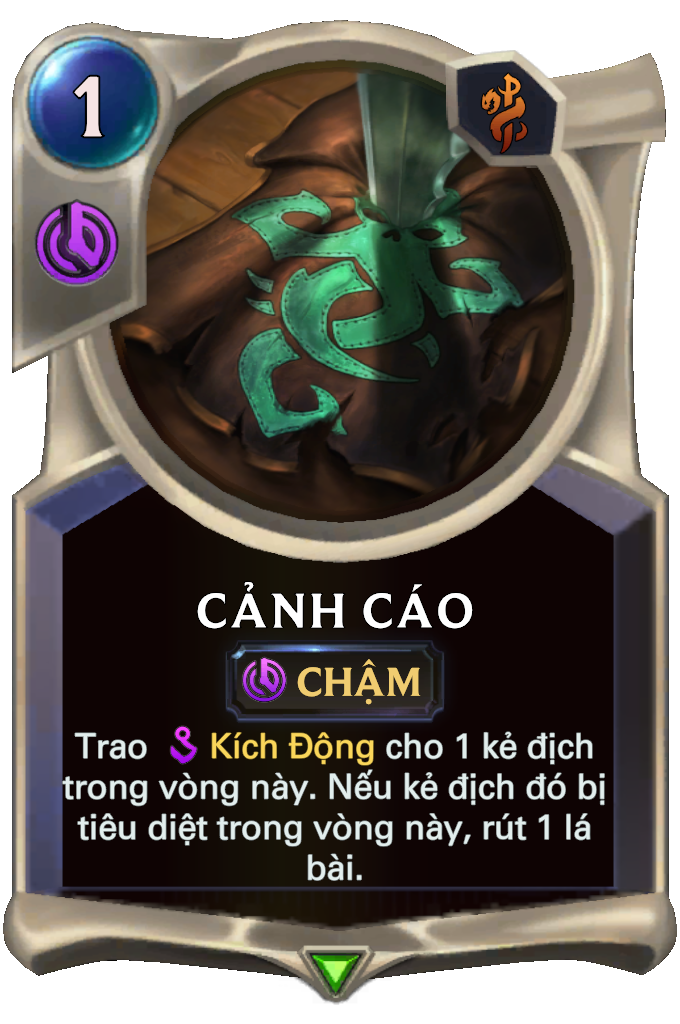 1
CẢNH CÁO
CHẬM
Trao Kích Động cho 1 kẻ địch
trong vòng này. Nếu kẻ địch đó bị
tiêu diệt trong vòng này, rút 1 lá
bài.